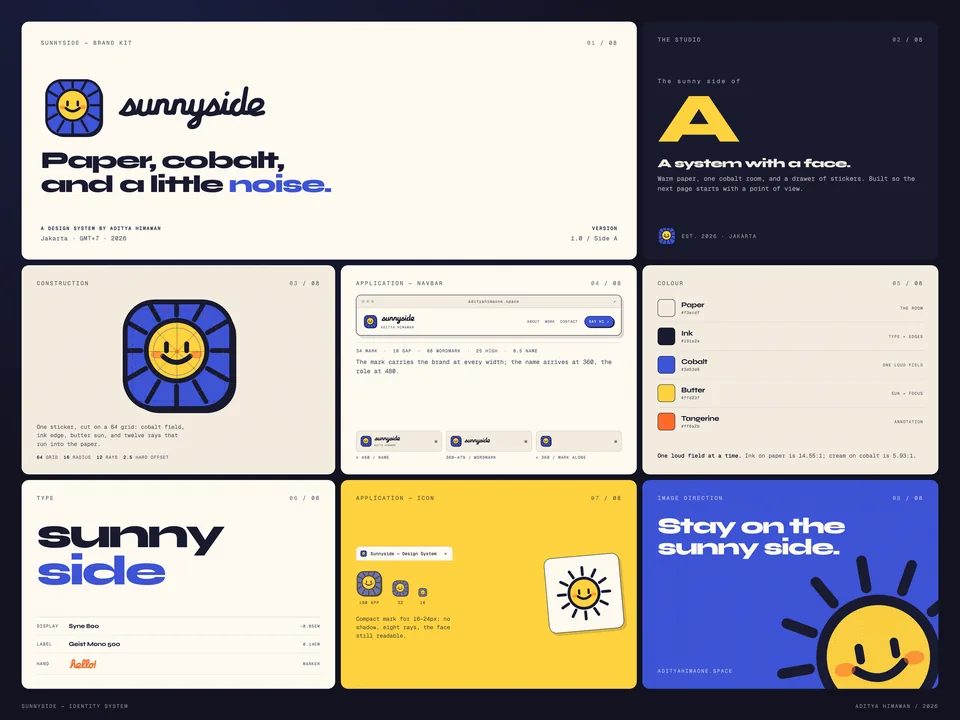 SUNNYSIDE — BRAND KIT
01 / 08
sunnyside
Paper, cobalt,
and a little noise.
A DESIGN SYSTEM BY ADITYA HIMAWAN
Jakarta · GMT+7 · 2026
VERSION
1.0 / Side A
THE STUDIO
02 / 08
The sunny side of
A
A system with a face.
Warm paper, one cobalt room, and a drawer of stickers. Built so the
next page starts with a point of view.
EST. 2026 · JAKARTA
CONSTRUCTION
03 / 08
One sticker, cut on a 64 grid: cobalt field,
ink edge, butter sun, and twelve rays that
run into the paper.
64 GRID 16 RADIUS 12 RAYS 2.5 HARD OFFSET
APPLICATION — NAVBAR
04 / 08
adityahimaone.space
sunnyside
ADITYA HIMAWAN
ABOUT WORK CONTACT
SAY HI ↗
34 MARK · 10 GAP · 88 WORDMARK · 25 HIGH · 8.5 NAME
The mark carries the brand at every width; the name arrives at 360, the
role at 480.
sunnyside
sunnyside
≥ 480 / NAME
360–479 / WORDMARK
< 360 / MARK ALONE
COLOUR
05 / 08
Paper
THE ROOM
Ink
TYPE + EDGES
Cobalt
ONE LOUD FIELD
Butter
SUN + FOCUS
Tangerine
ANNOTATION
One loud field at a time. Ink on paper is 14.55:1; cream on cobalt is 5.93:1.
TYPE
06 / 08
sunny
side
DISPLAY
Syne 800
-0.05EM
LABEL
Geist Mono 500
0.14EM
HAND
hello!
MARKER
APPLICATION — ICON
07 / 08
Sunnyside — Design System ×
180 APP
32
16
Compact mark for 16–24px: no
shadow, eight rays, the face
still readable.
IMAGE DIRECTION
08 / 08
Stay on the
sunny side.
ADITYAHIMAONE.SPACE
SUNNYSIDE — IDENTITY SYSTEM
ADITYA HIMAWAN / 2026